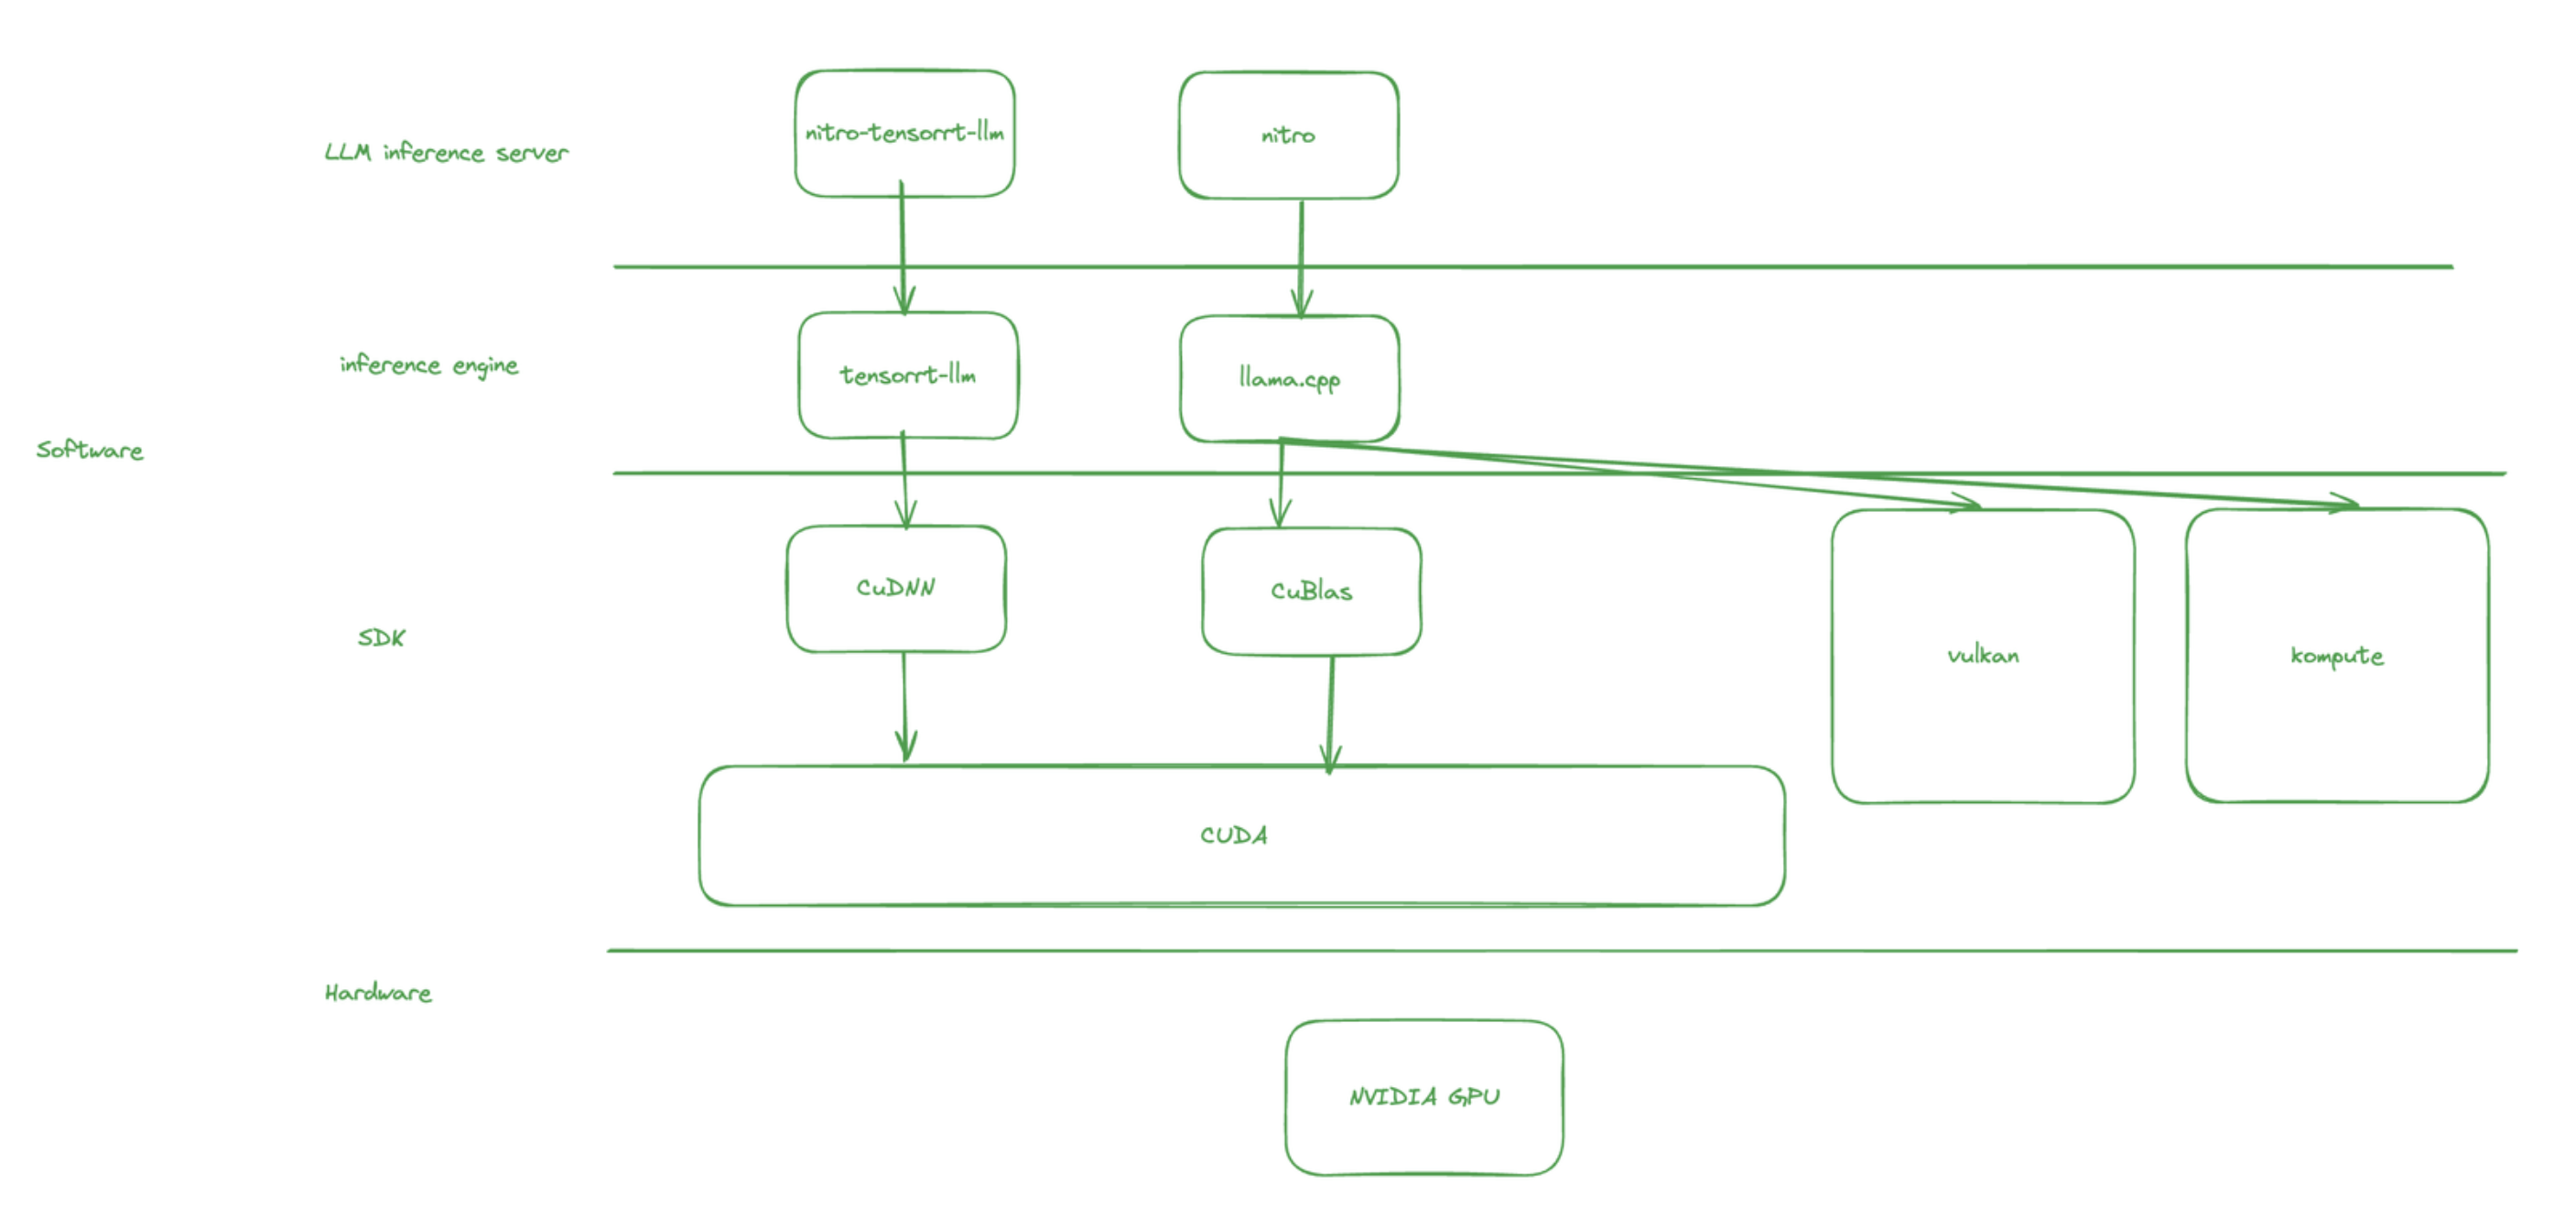 nitro-tensorrt-llm
nitro
LLM inference server
inference engine
tensorrt-llm
llama.cpp
Software
CuDNN
CuBlas
SDK
vulkan
kompute
CUDA
Hardware
NVIDIA GPU